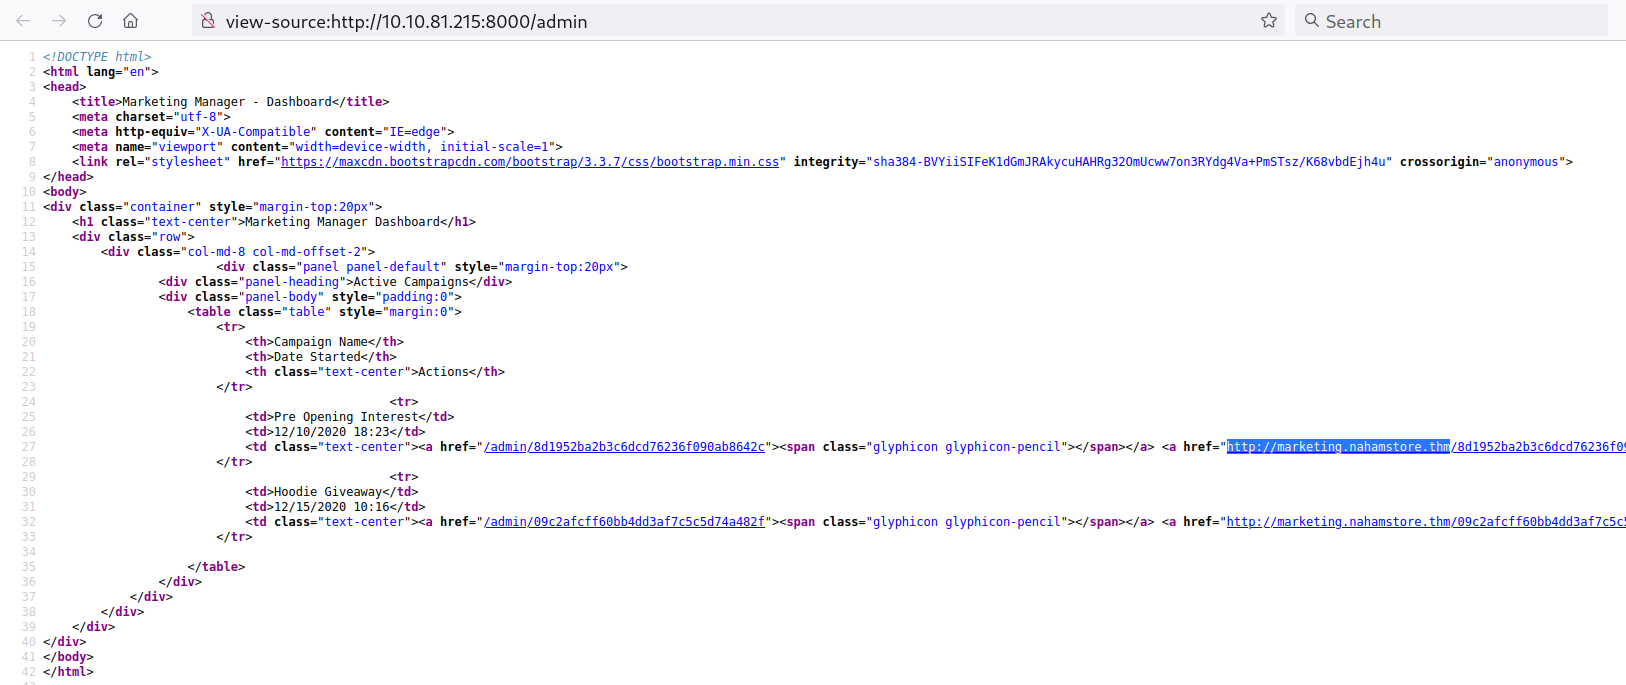 view-source:http://10.10.81.215:8000/admin
Search
1 <!DOCTYPE html>
2 <html lang="en">
3 <head>
4 <title>Marketing Manager - Dashboard</title>
5 <meta charset="utf-8">
6 <meta http-equiv="X-UA-Compatible" content="IE=edge">
7 <meta name="viewport" content="width=device-width, initial-scale=1">
8 <link rel="stylesheet" href="https://maxcdn.bootstrapcdn.com/bootstrap/3.3.7/css/bootstrap.min.css" integrity="sha384-BVYiiSIFeK1dGmJRAkycuHAHRg32OmUcww7on3RYdg4Va+PmSTsz/K68vbdEjh4u" crossorigin="anonymous">
9 </head>
10 <body>
11 <div class="container" style="margin-top:20px">
12 <h1 class="text-center">Marketing Manager Dashboard</h1>
13 <div class="row">
14 <div class="col-md-8 col-md-offset-2">
15 <div class="panel panel-default" style="margin-top:20px">
16 <div class="panel-heading">Active Campaigns</div>
17 <div class="panel-body" style="padding:0">
18 <table class="table" style="margin:0">
19 <tr>
20 <th>Campaign Name</th>
21 <th>Date Started</th>
22 <th class="text-center">Actions</th>
23 </tr>
24 <tr>
25 <td>Pre Opening Interest</td>
26 <td>12/10/2020 18:23</td>
27 <td class="text-center"><a href="/admin/8d1952ba2b3c6dcd76236f090ab8642c"><span class="glyphicon glyphicon-pencil"></span></a> <a href="http://marketing.nahamstore.thm/8d1952ba2b3c6dcd76236f09
28 </tr>
29 <tr>
30 <td>Hoodie Giveaway</td>
31 <td>12/15/2020 10:16</td>
32 <td class="text-center"><a href="/admin/09c2afcff60bb4dd3af7c5c5d74a482f"><span class="glyphicon glyphicon-pencil"></span></a> <a href="http://marketing.nahamstore.thm/09c2afcff60bb4dd3af7c5c5
33 </tr>
34
35 </table>
36 </div>
37 </div>
38 </div>
39 </div>
40 </div>
41 </body>
42 </html>